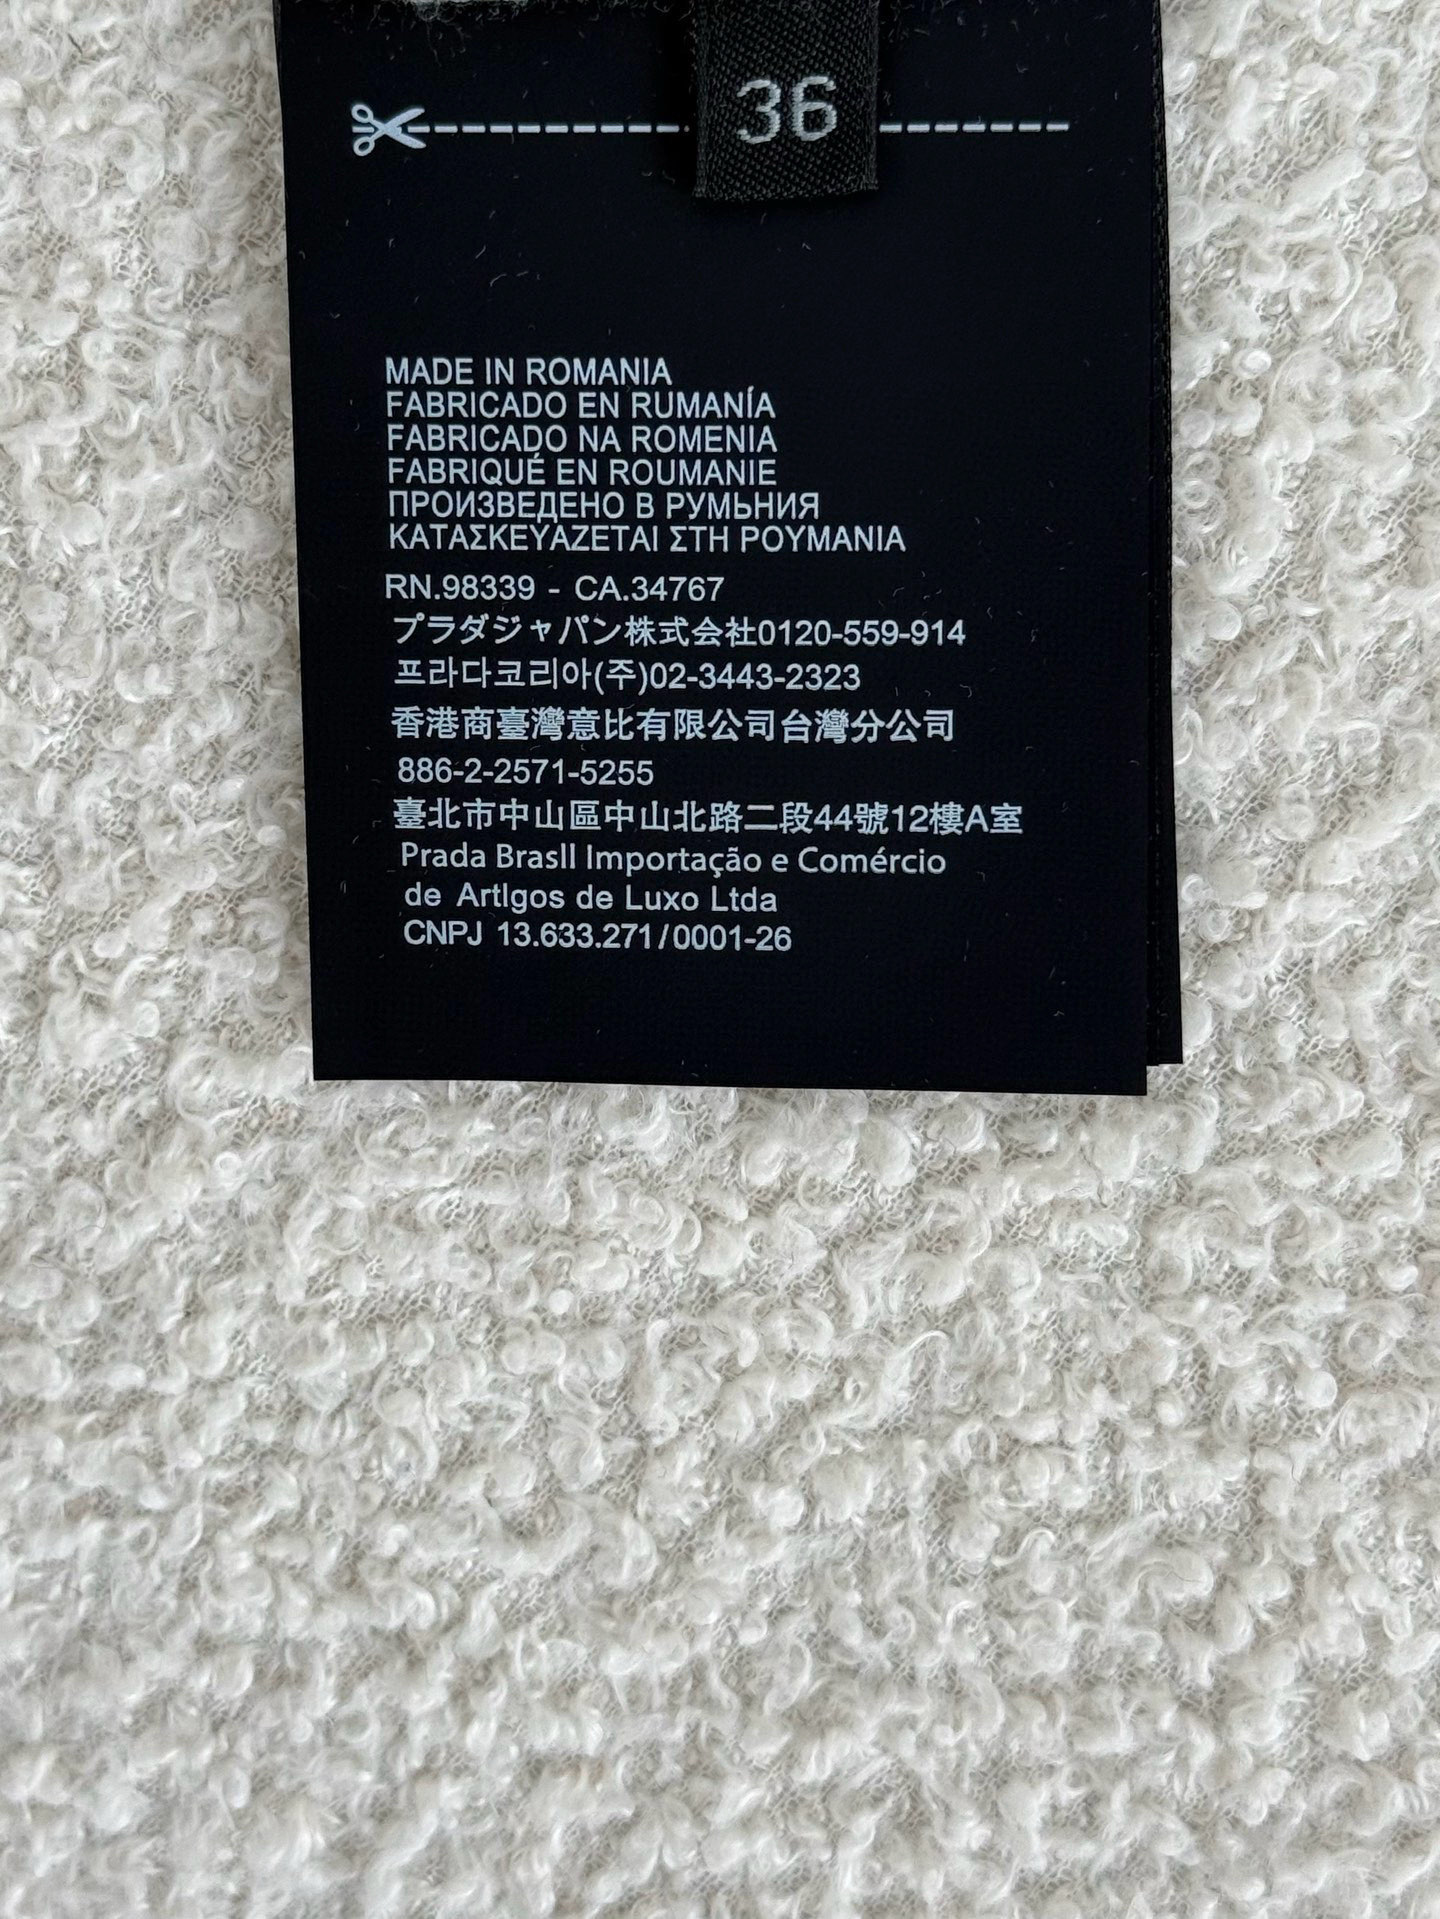 36
MADE IN ROMANIA
FABRICADO EN RUMANÍA
FABRICADO NA ROMENIA
FABRIQUÉ EN ROUMANIE
ПРОИЗВЕДЕНО В РУМЬНИЯ
ΚΑΤΑΣΚΕΥΑΖΕΤΑΙ ΣΤΗ ΡΟΥΜΑΝΙΑ
RN.98339 - CA.34767
プラダジャパン株式会社0120-559-914
프라다코리아(주)02-3443-2323
香港商臺灣意比有限公司台灣分公司
886-2-2571-5255
臺北市中山區中山北路二段44號12樓A室
Prada Brasll Importação e Comércio
de Artlgos de Luxo Ltda
CNPJ 13.633.271/0001-26